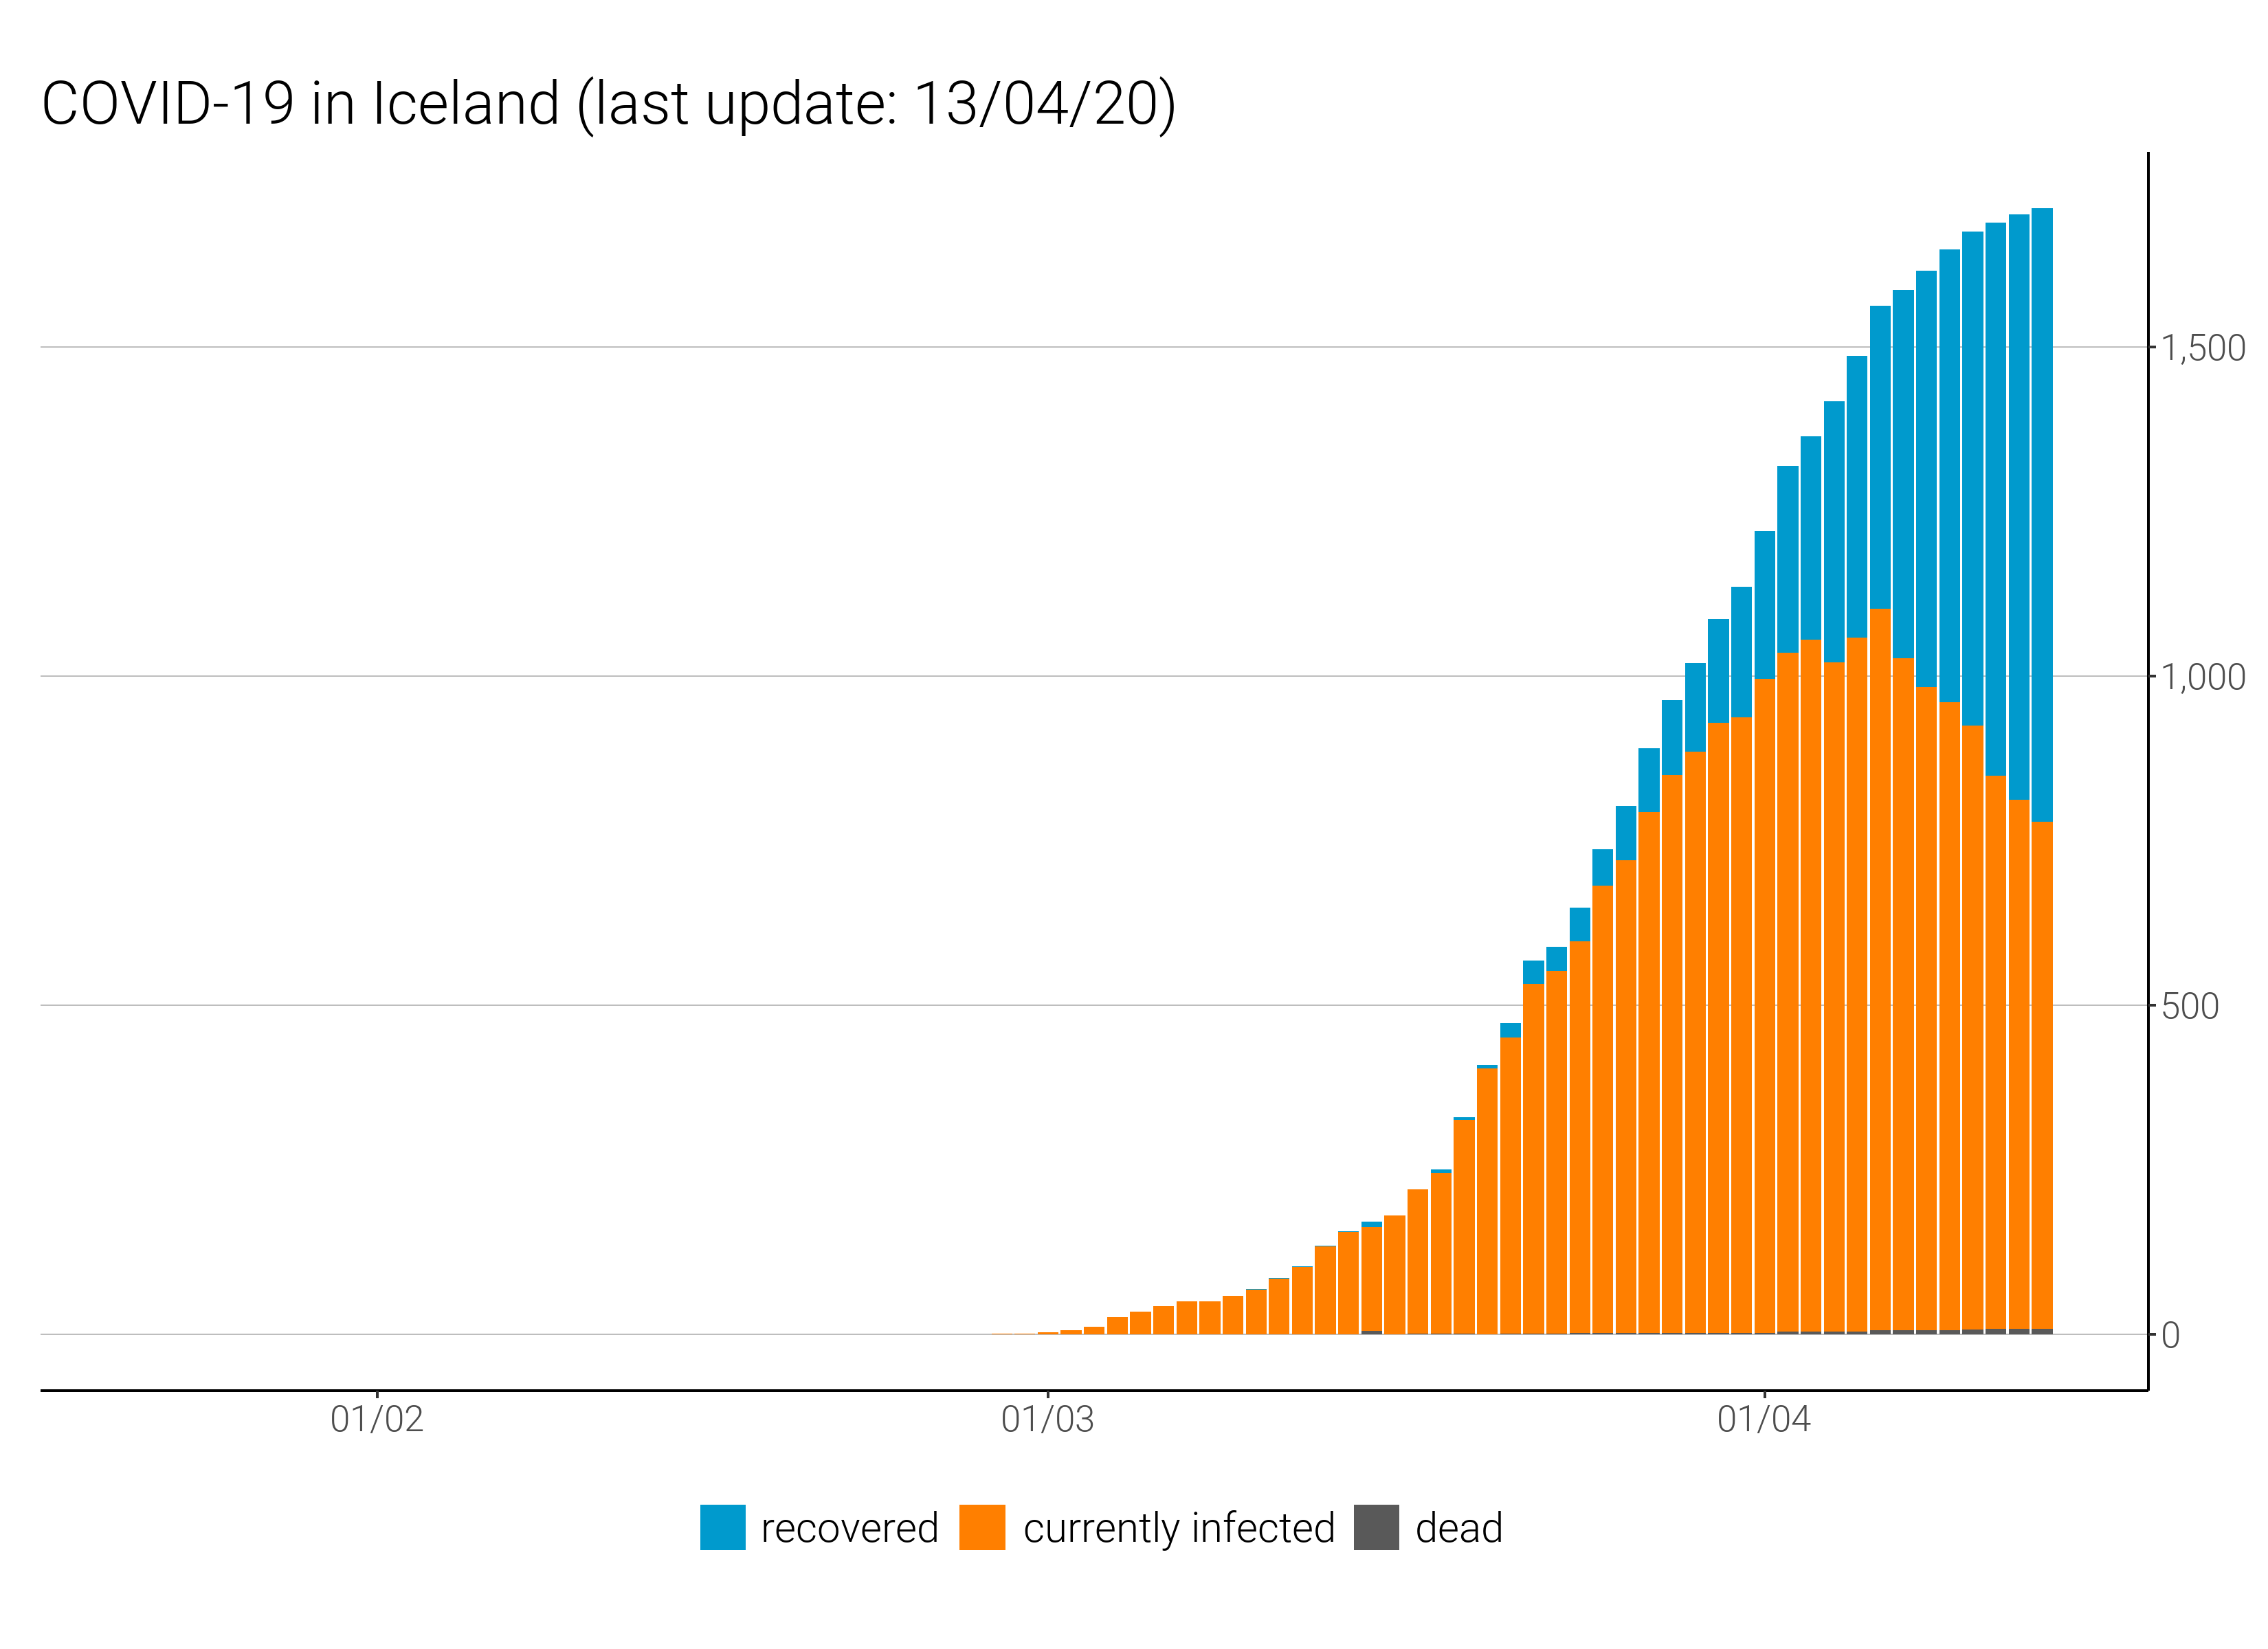 COVID-19 in Iceland (last update: 13/04/20)
1,500
1,000
500
0
01/02 01/03 01/04
recovered currently infected dead